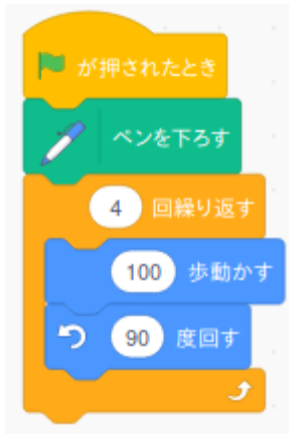 が押されたとき
ペンを下ろす
4 回繰り返す
100 歩動かす
90 度回す